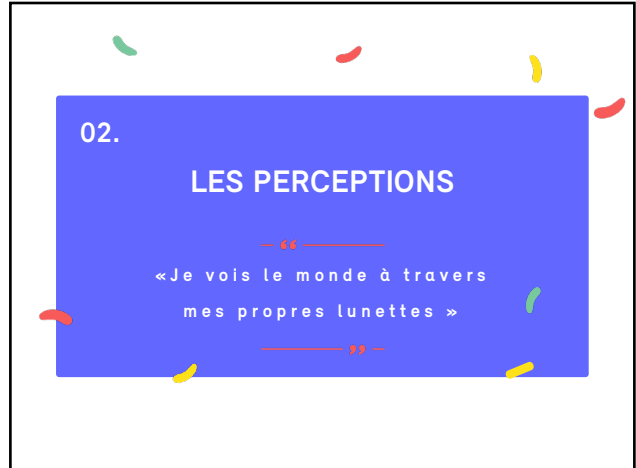 02.
LES PERCEPTIONS
“
«Je vois le monde à travers
mes propres lunettes »
”